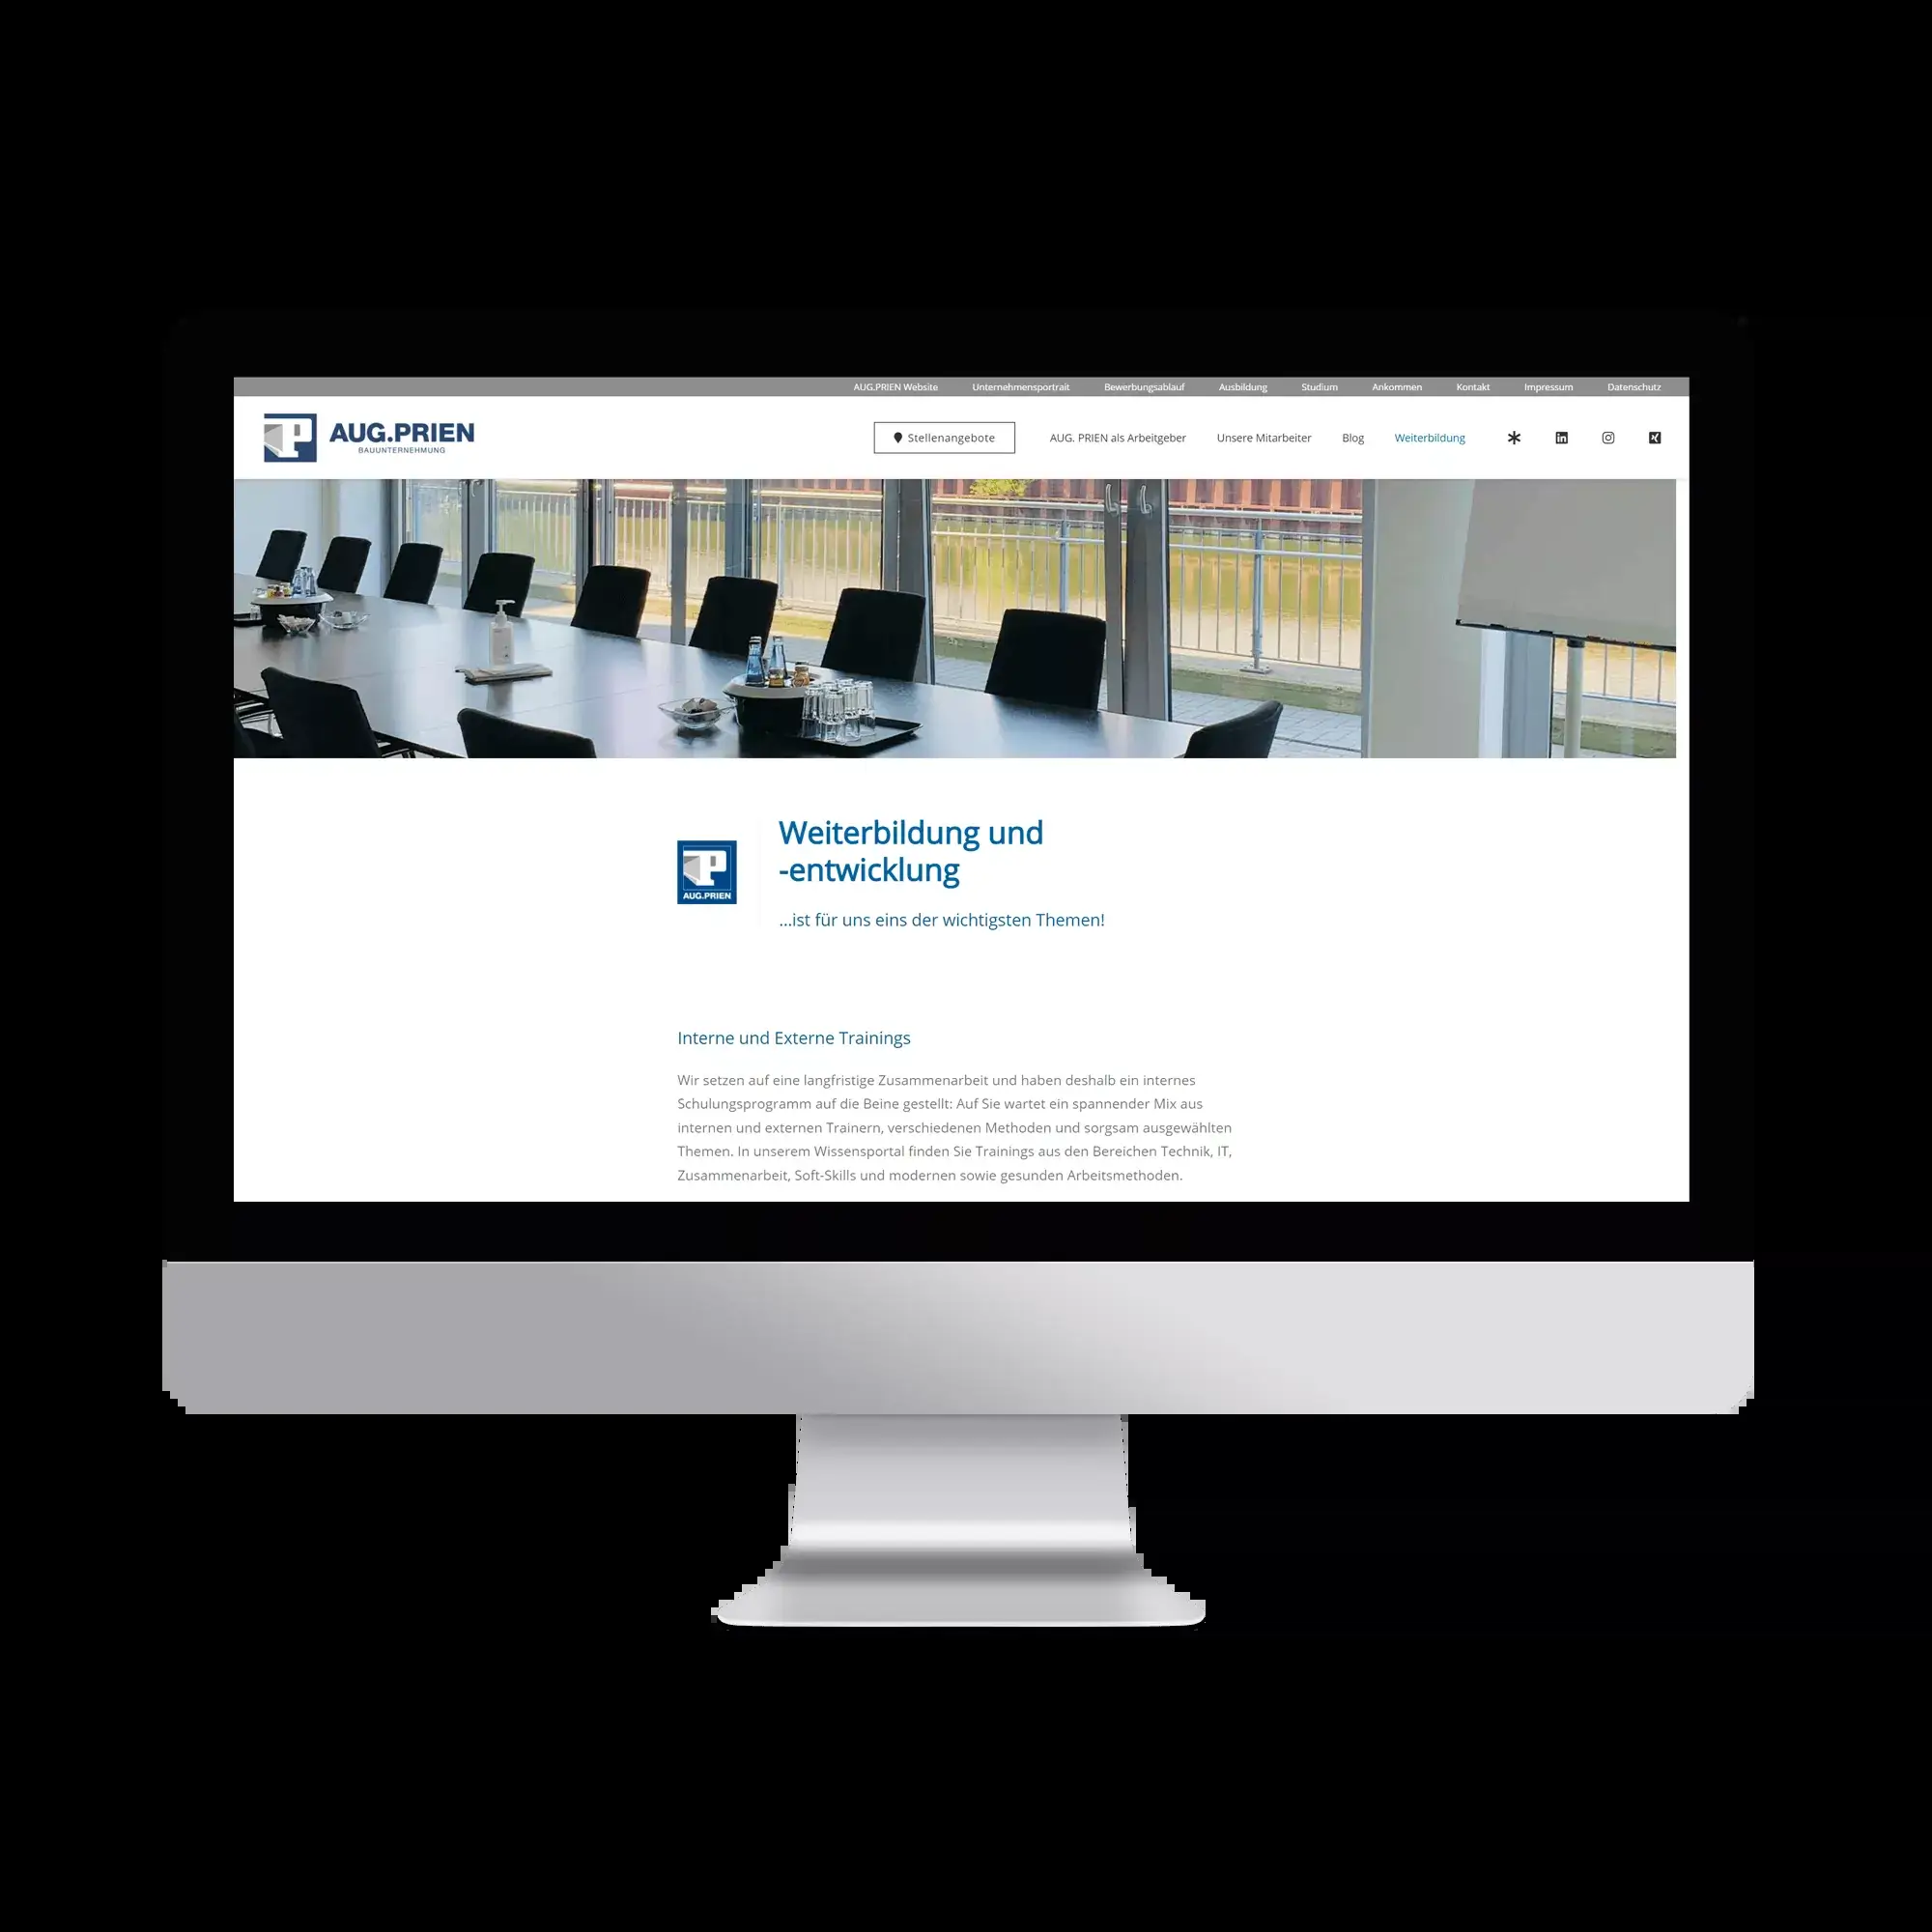 AUG.PRIEN Website Unternehmensportrait Bewerbungsablauf Ausbildung Studium Ankommen Kontakt Impressum Datenschutz
AUG.PRIEN
BAUUNTERNEHMUNG
Stellenangebote AUG. PRIEN als Arbeitgeber Unsere Mitarbeiter Blog Weiterbildung
Weiterbildung und
-entwicklung
AUG.PRIEN
...ist für uns eins der wichtigsten Themen!
Interne und Externe Trainings
Wir setzen auf eine langfristige Zusammenarbeit und haben deshalb ein internes
Schulungsprogramm auf die Beine gestellt: Auf Sie wartet ein spannender Mix aus
internen und externen Trainern, verschiedenen Methoden und sorgsam ausgewählten
Themen. In unserem Wissensportal finden Sie Trainings aus den Bereichen Technik, IT,
Zusammenarbeit, Soft-Skills und modernen sowie gesunden Arbeitsmethoden.